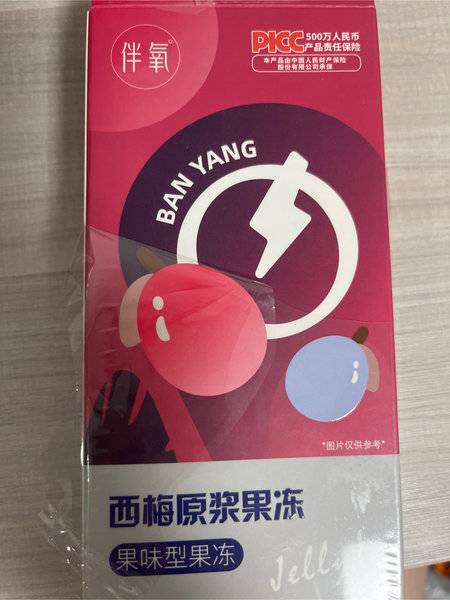 伴氧
PICC 500万人民币
产品责任保险
本产品由中国人民财产保险
股份有限公司承保
BAN YANG
*图片仅供参考*
西梅原浆果冻
果味型果冻
Jelly